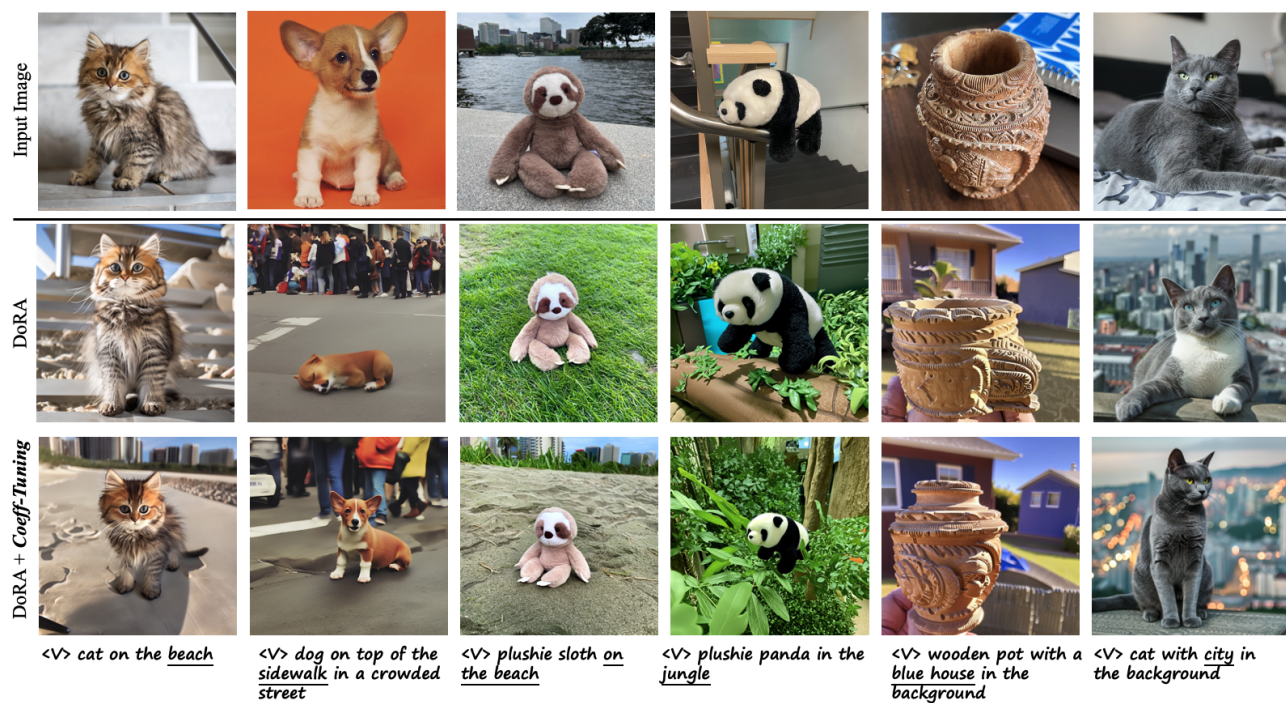 Input Image
DoRA
DoRA + Coeff-Tuning
<V> cat on the beach
<V> dog on top of the
sidewalk in a crowded
street
<V> plushie sloth on
the beach
<V> plushie panda in the
jungle
<V> wooden pot with a
blue house in the
background
<V> cat with city in
the background